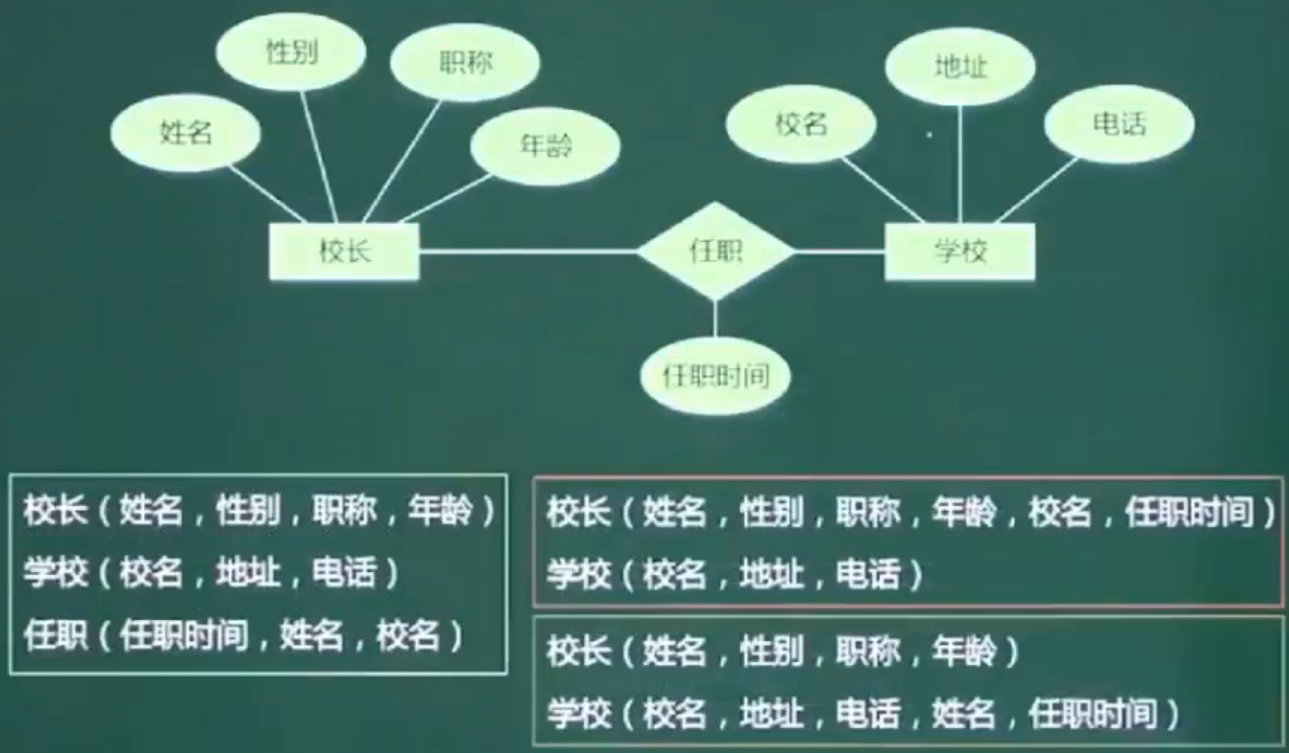 性别
职称
姓名
年龄
地址
校名
电话
校长
任职
学校
任职时间
校长（姓名，性别，职称，年龄）
学校（校名，地址，电话）
任职（任职时间，姓名，校名）
校长（姓名，性别，职称，年龄，校名，任职时间）
学校（校名，地址，电话）
校长（姓名，性别，职称，年龄）
学校（校名，地址，电话，姓名，任职时间）